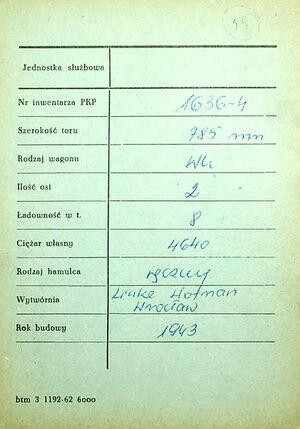 44
Jednostka służbowa
Nr inwentarza PKP 1636-4
Szerokość toru 785 mm
Rodzaj wagonu Wk
Ilość osi 2
Ładowność w t. 8
Ciężar własny 4640
Rodzaj hamulca ręczny
Wytwórnia Linke Hofman
Wrocław
Rok budowy 1943
btm 3 1192-62 6000